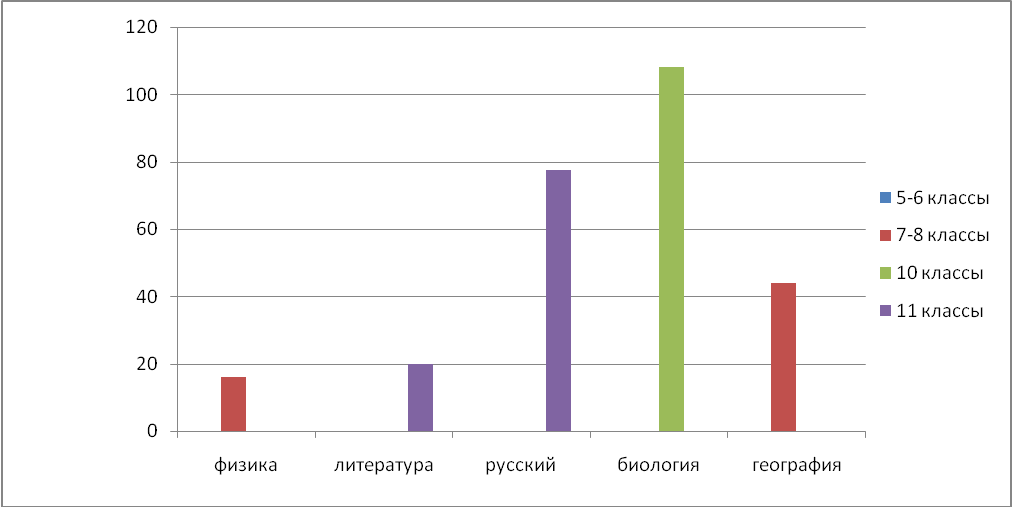 120
100
80
60
40
20
0
физика литература русский биология география
5-6 классы
7-8 классы
10 классы
11 классы